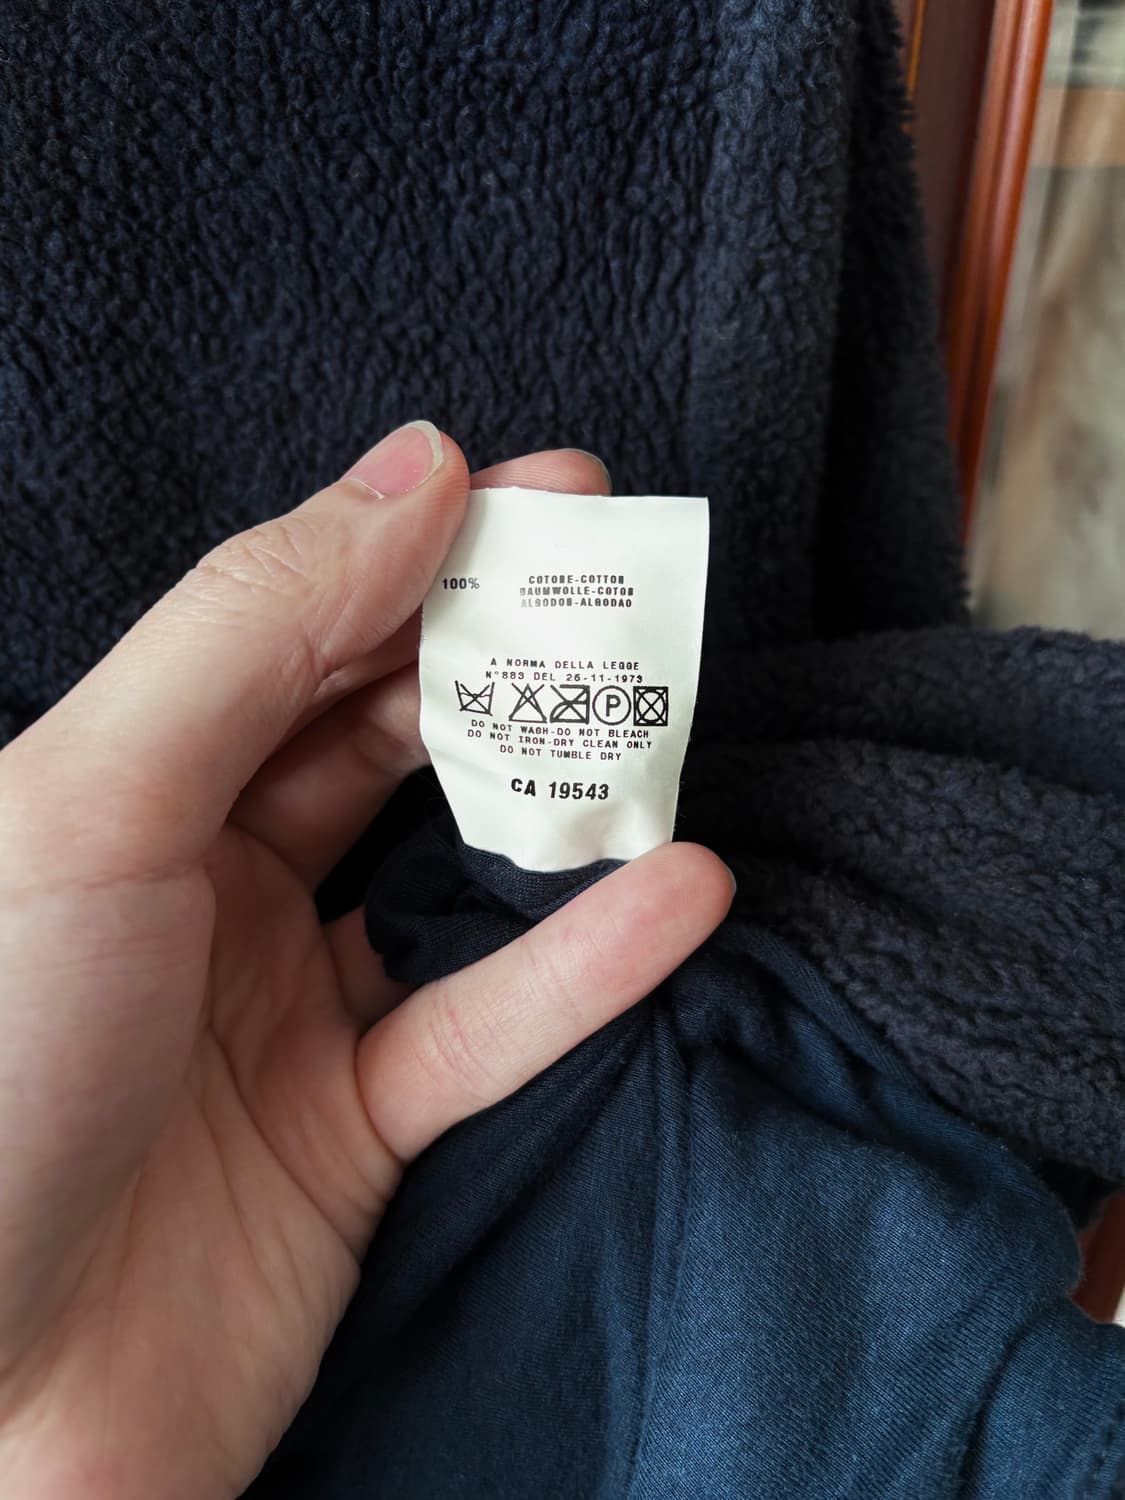 100% COTONE-COTTON
BAUMWOLLE-COTON
ALGODON-ALGODAO
A NORMA DELLA LEGGE
N°883 DEL 26-11-1973
P
DO NOT WASH-DO NOT BLEACH
DO NOT IRON-DRY CLEAN ONLY
DO NOT TUMBLE DRY
CA 19543